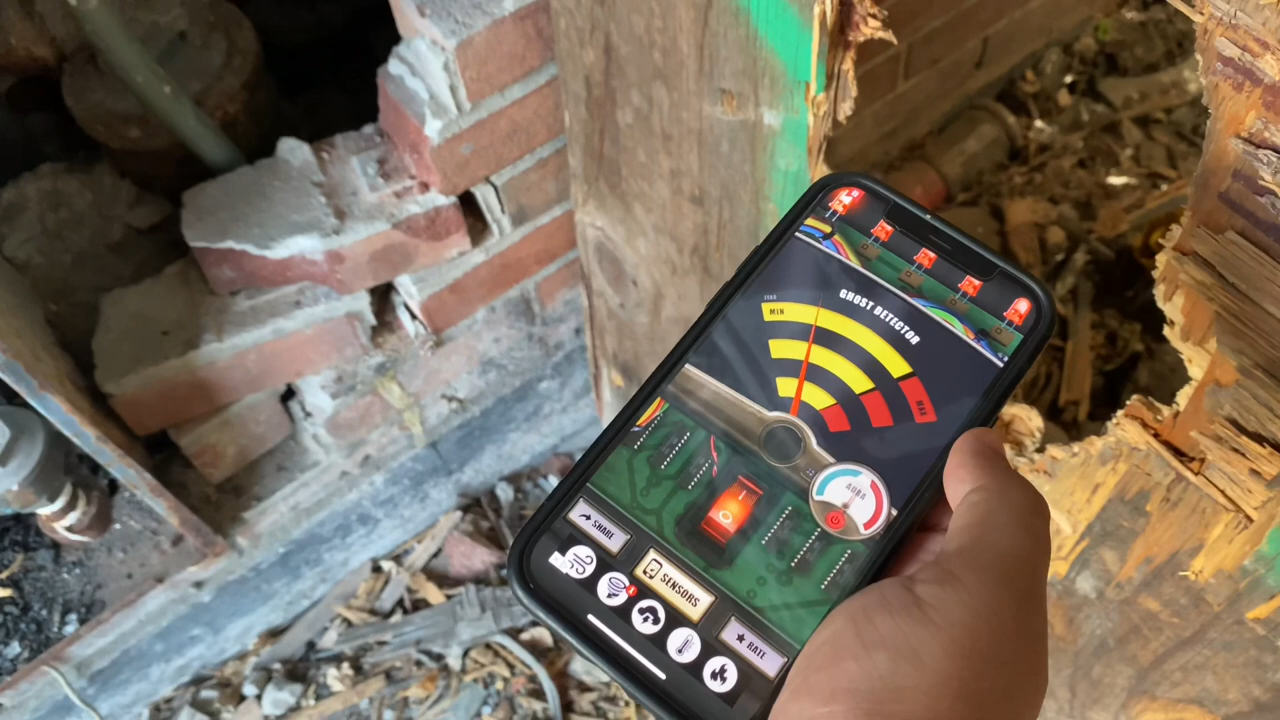 GHOST DETECTOR
MIN
MAX
AURA
SHARE
SENSORS
RATE